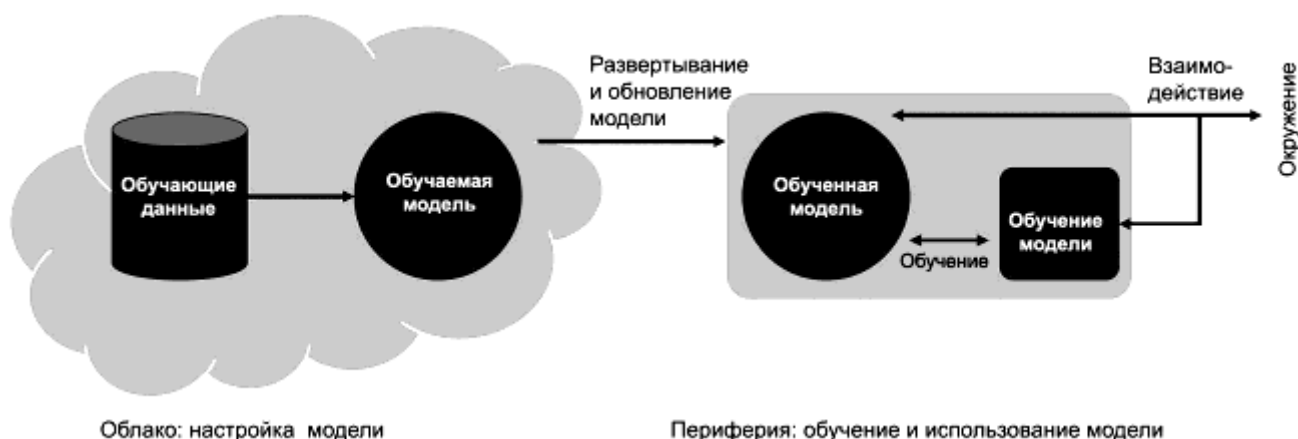 Обучающие
данные
Обучаемая
модель
Развертывание
и обновление
модели
Обученная
модель
Обучение
Обучение
модели
Взаимо-
действие
Окружение
Облако: настройка модели
Периферия: обучение и использование модели